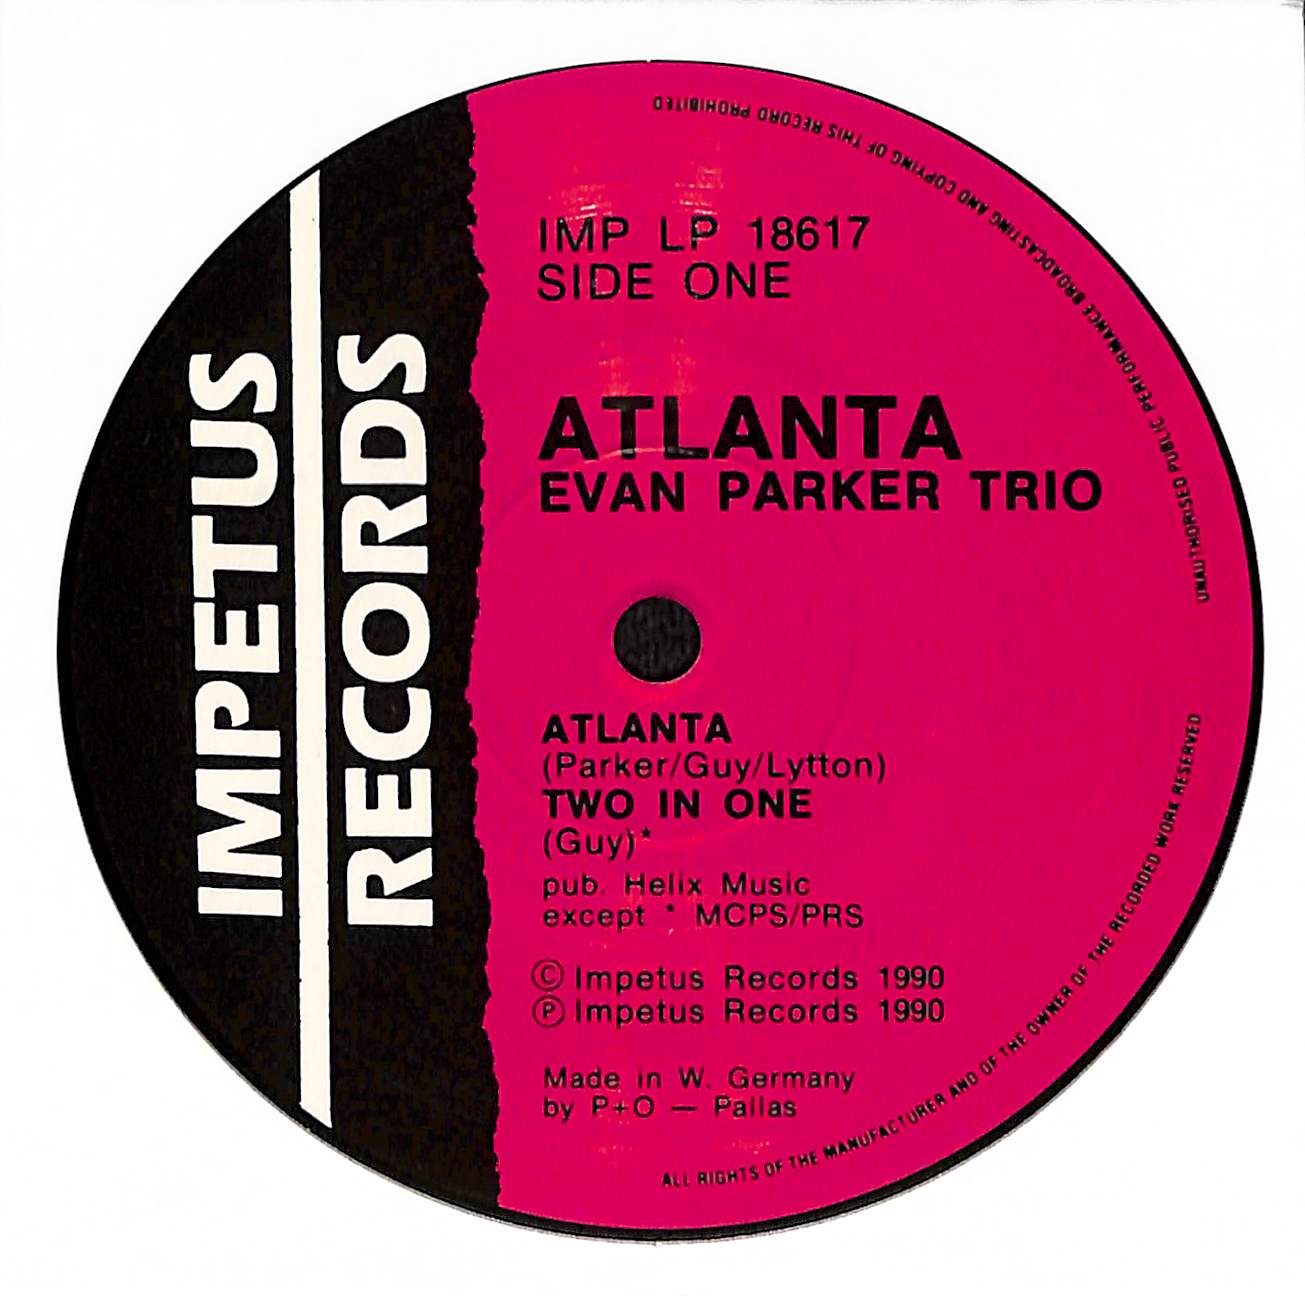 IMPETUS
RECORDS
IMP LP 18617
SIDE ONE
ATLANTA
EVAN PARKER TRIO
ATLANTA
(Parker/Guy/Lytton)
TWO IN ONE
(Guy)*
pub. Helix Music
except * MCPS/PRS
© Impetus Records 1990
℗ Impetus Records 1990
Made in W. Germany
by P+O — Pallas
ALL RIGHTS OF THE MANUFACTURER AND OF THE OWNER OF THE RECORDED WORK RESERVED
UNAUTHORISED PUBLIC PERFORMANCE BROADCASTING AND COPYING OF THIS RECORD PROHIBITED